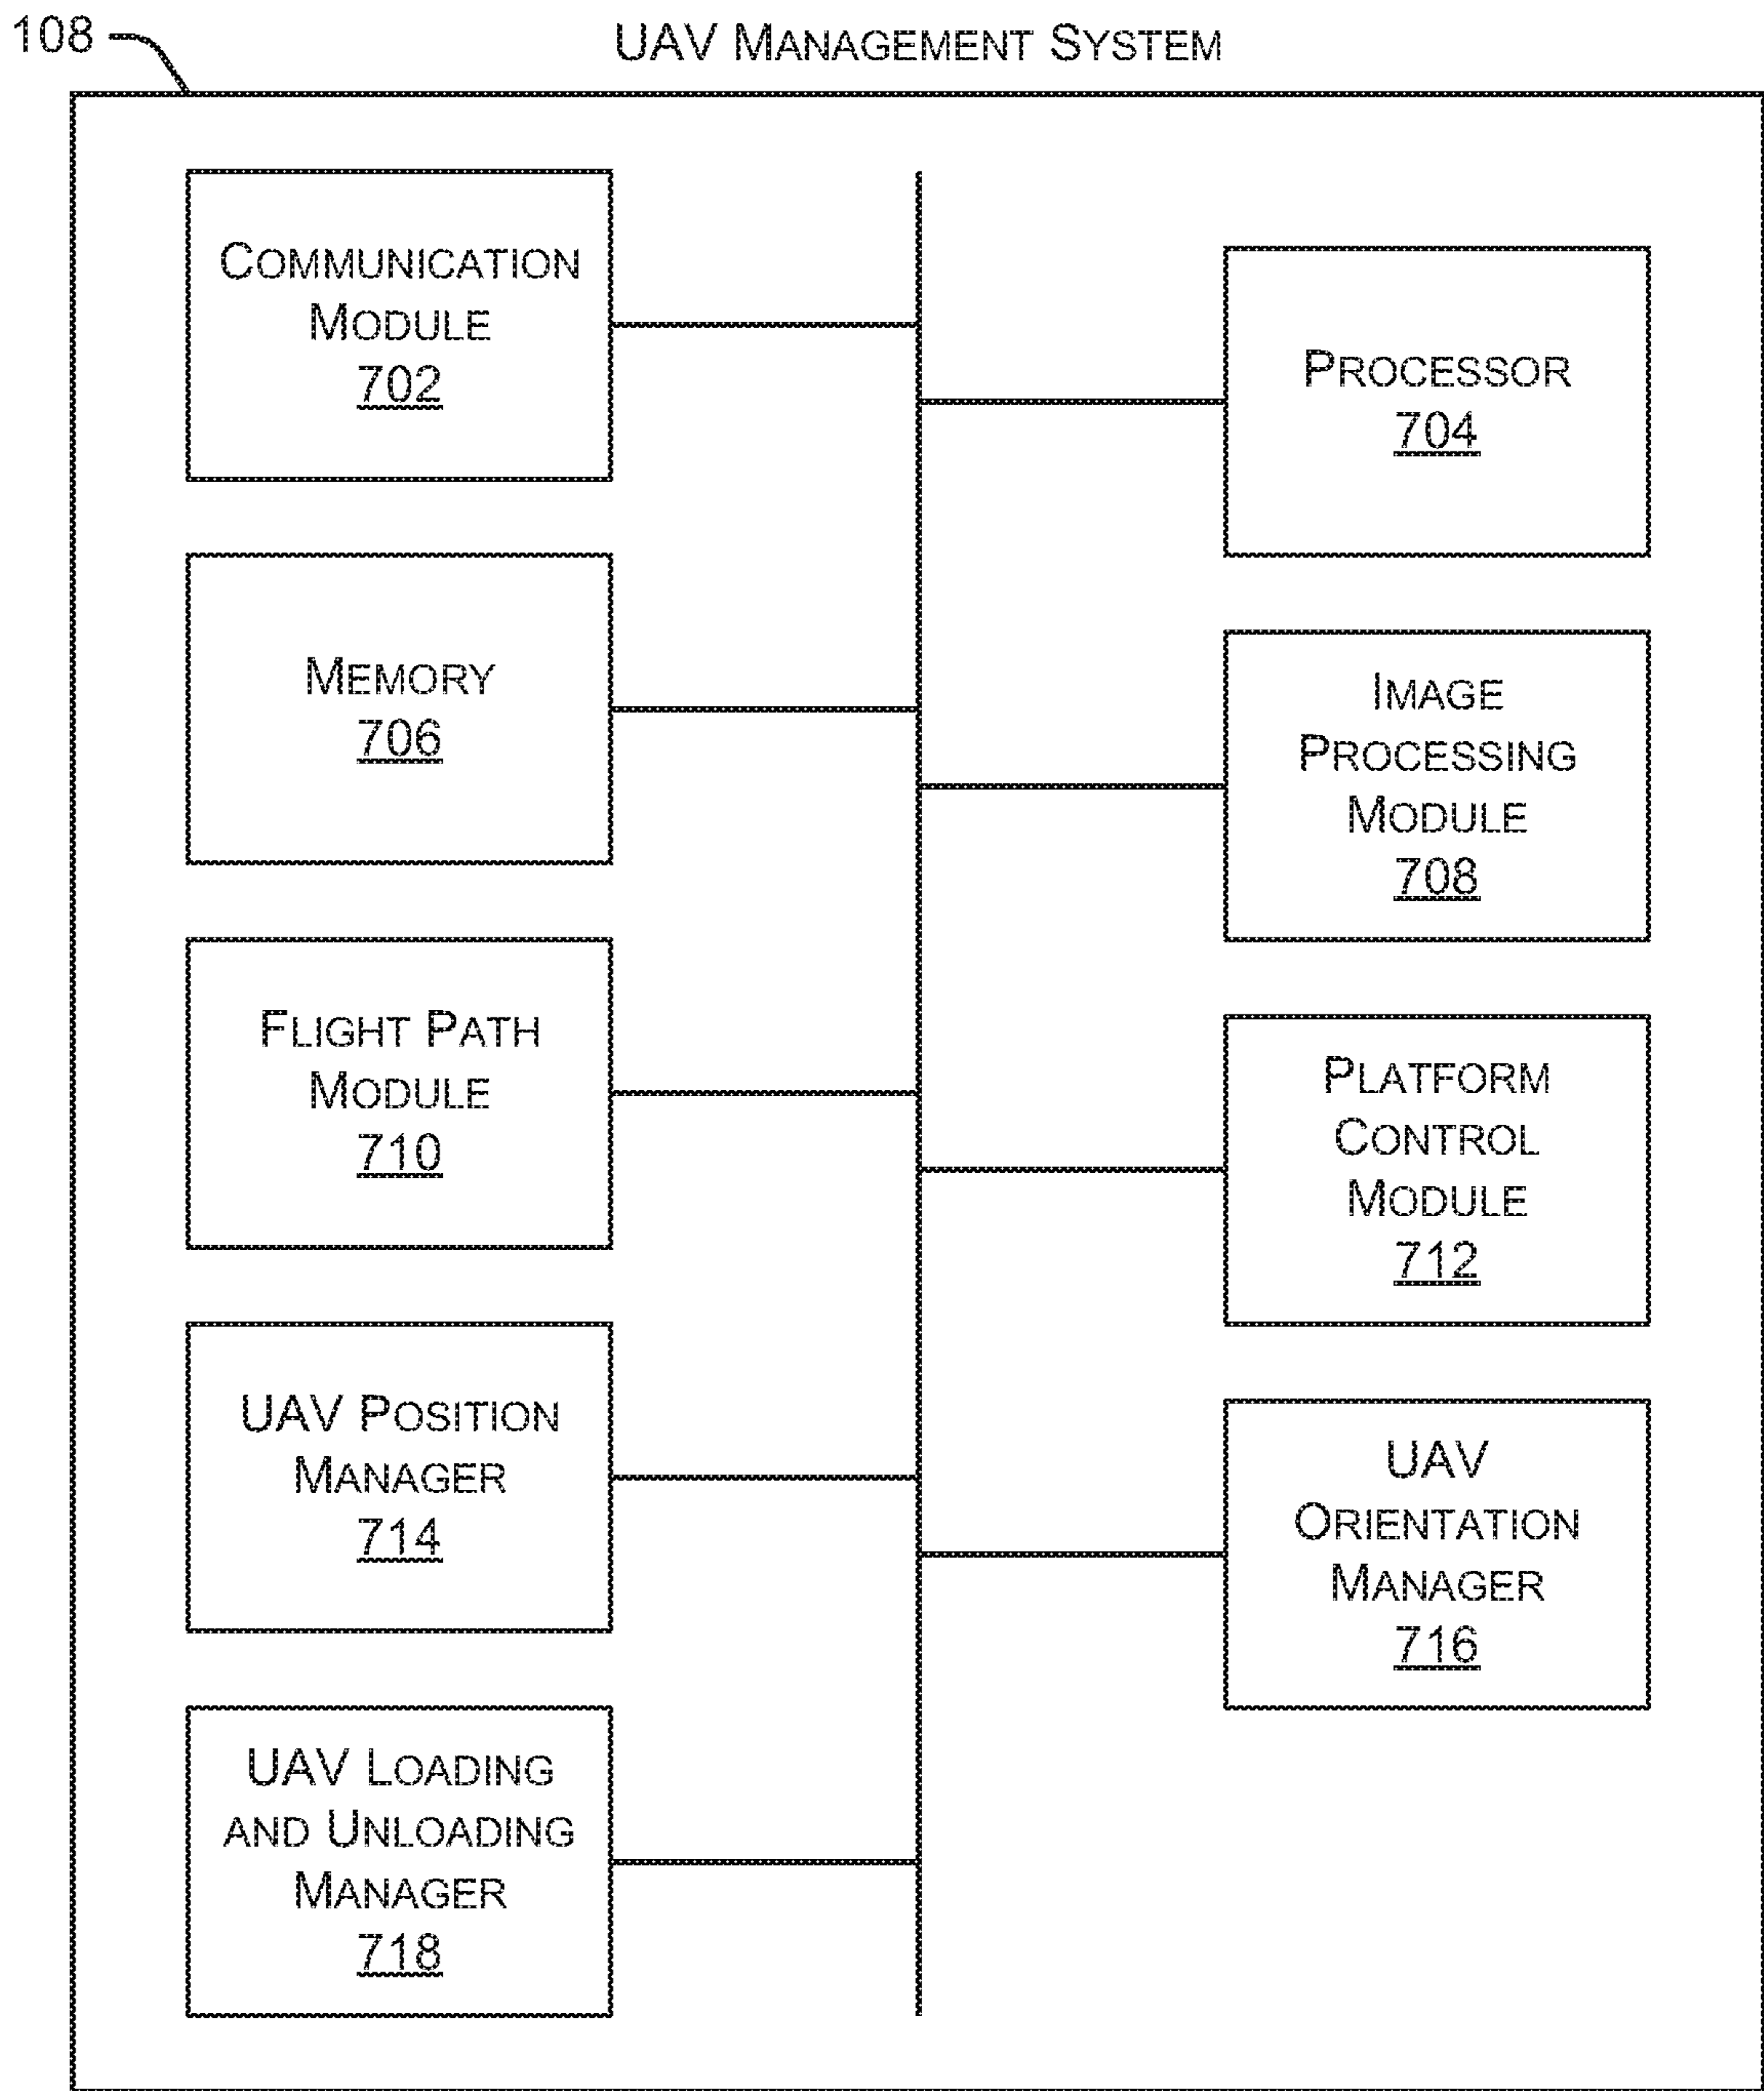 108
UAV MANAGEMENT SYSTEM
COMMUNICATION
MODULE
702
PROCESSOR
704
MEMORY
706
IMAGE
PROCESSING
MODULE
708
FLIGHT PATH
MODULE
710
PLATFORM
CONTROL
MODULE
712
UAV POSITION
MANAGER
714
UAV
ORIENTATION
MANAGER
716
UAV LOADING
AND UNLOADING
MANAGER
718